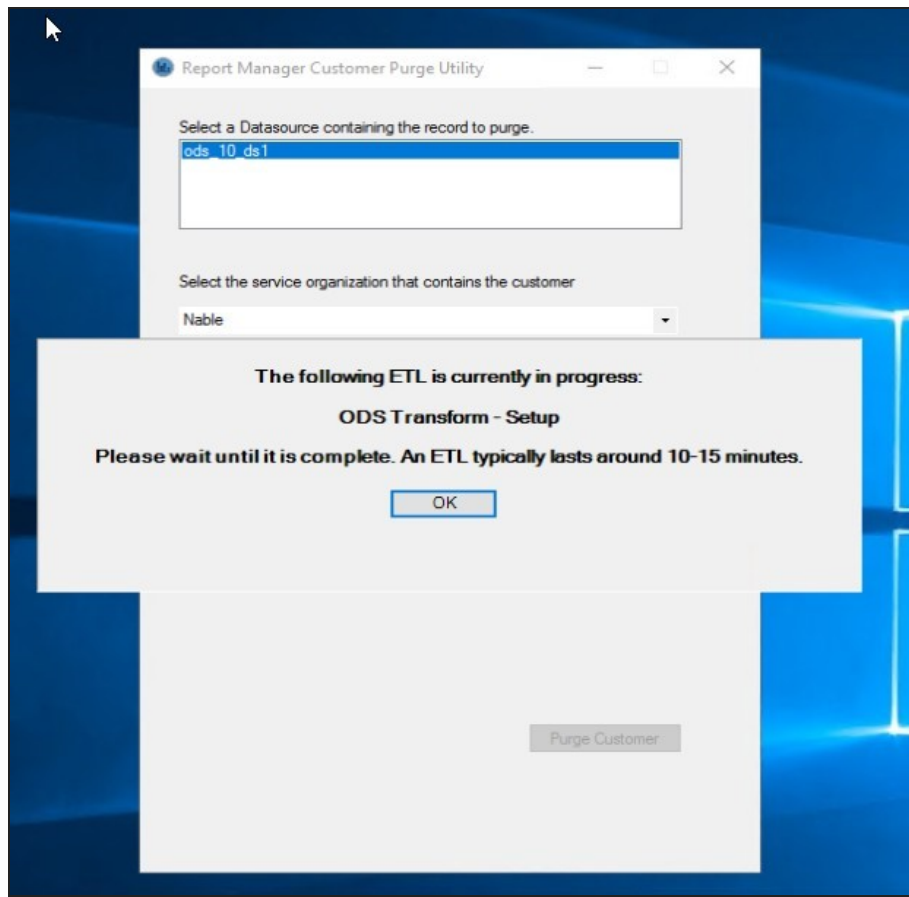 Report Manager Customer Purge Utility
Select a Datasource containing the record to purge.
ods_10_ds1
Select the service organization that contains the customer
Nable
The following ETL is currently in progress:
ODS Transform - Setup
Please wait until it is complete. An ETL typically lasts around 10-15 minutes.
OK
Purge Customer